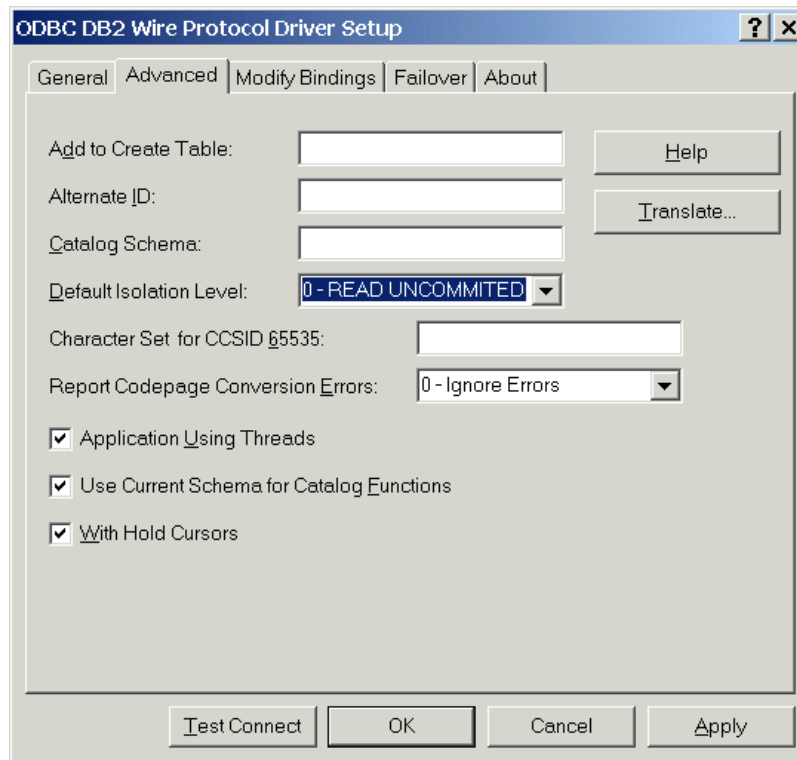 ODBC DB2 Wire Protocol Driver Setup
General Advanced Modify Bindings Failover About
Add to Create Table:
Help
Alternate ID:
Translate...
Catalog Schema:
Default Isolation Level: 0 - READ UNCOMMITED
Character Set for CCSID 65535:
Report Codepage Conversion Errors: 0 - Ignore Errors
Application Using Threads
Use Current Schema for Catalog Functions
With Hold Cursors
Test Connect OK Cancel Apply